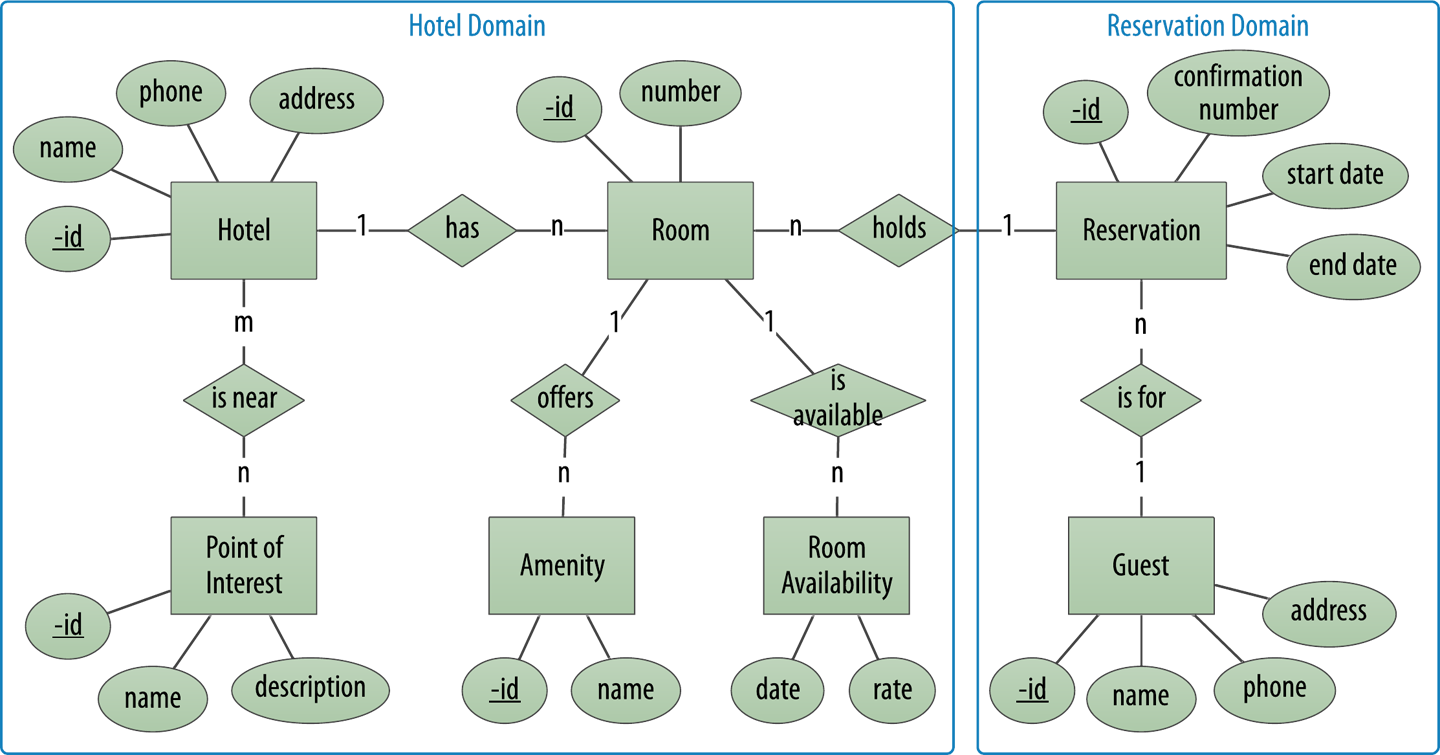 Hotel Domain
Reservation Domain
phone
address
name
-id
-id
number
-id
confirmation
number
start date
end date
Hotel
1
has
n
Room
n
holds
1
Reservation
m
1
1
n
is near
offers
is
available
is for
n
n
n
1
Point of
Interest
Amenity
Room
Availability
Guest
-id
name
description
-id
name
date
rate
-id
name
phone
address